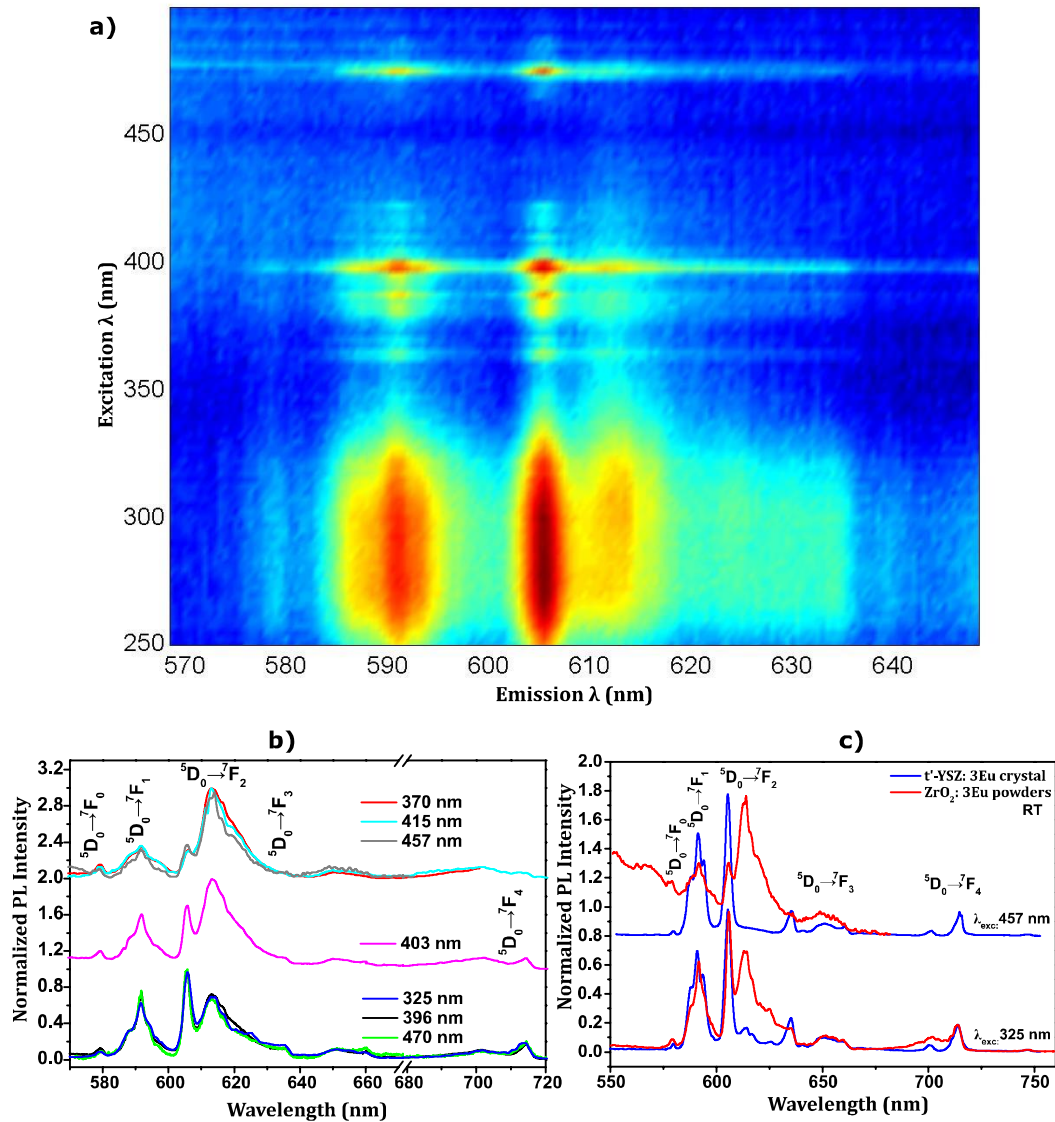 a)
Excitation λ (nm)
450
400
350
300
250
570 580 590 600 610 620 630 640
Emission λ (nm)
b)
Normalized PL Intensity
3.2
2.8
2.4
2.0
1.6
1.2
0.8
0.4
0.0
⁵D₀→⁷F₀
⁵D₀→⁷F₁
⁵D₀→⁷F₂
⁵D₀→⁷F₃
⁵D₀→⁷F₄
370 nm
415 nm
457 nm
403 nm
325 nm
396 nm
470 nm
580 600 620 640 660 680 700 720
Wavelength (nm)
c)
Normalized PL Intensity
2.0
1.8
1.6
1.4
1.2
1.0
0.8
0.6
0.4
0.2
0.0
⁵D₀→⁷F₀
⁵D₀→⁷F₁
⁵D₀→⁷F₂
⁵D₀→⁷F₃
⁵D₀→⁷F₄
t'-YSZ: 3Eu crystal
ZrO₂: 3Eu powders
RT
λexc: 457 nm
λexc: 325 nm
550 600 650 700 750
Wavelength (nm)